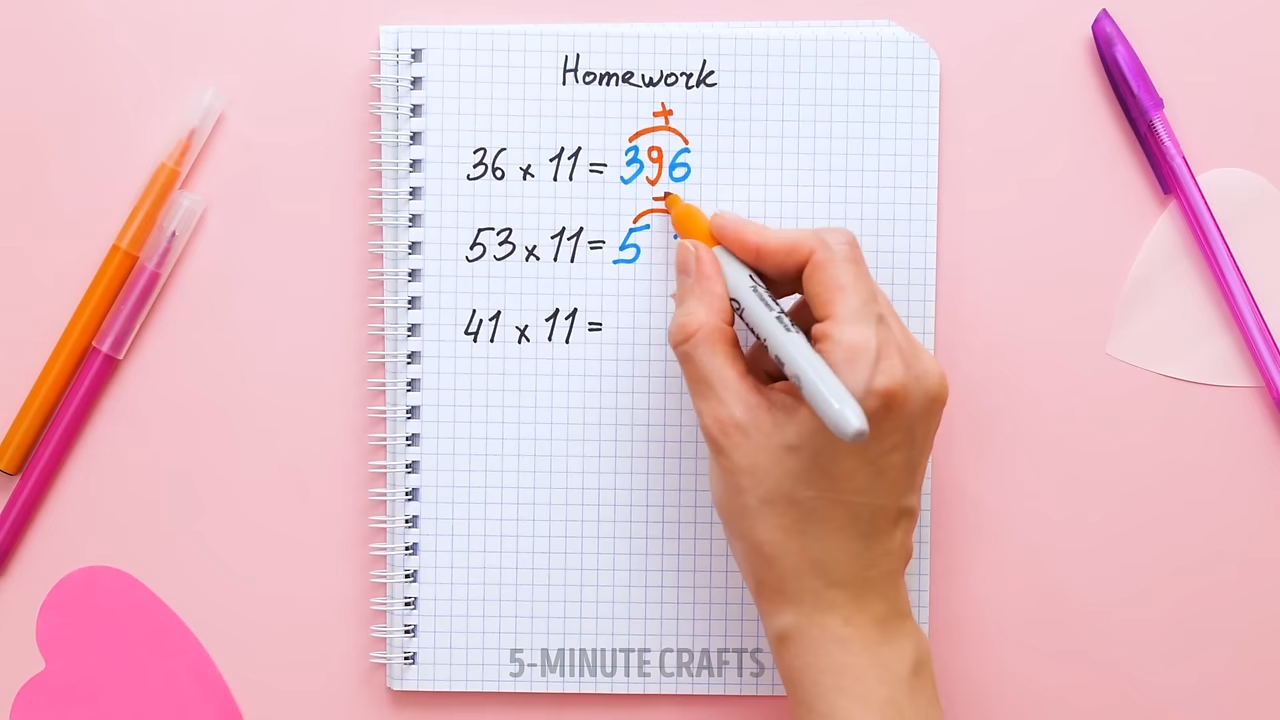 Homework
+
36 x 11 = 396
53 x 11 = 5
41 x 11 =
5-MINUTE CRAFTS